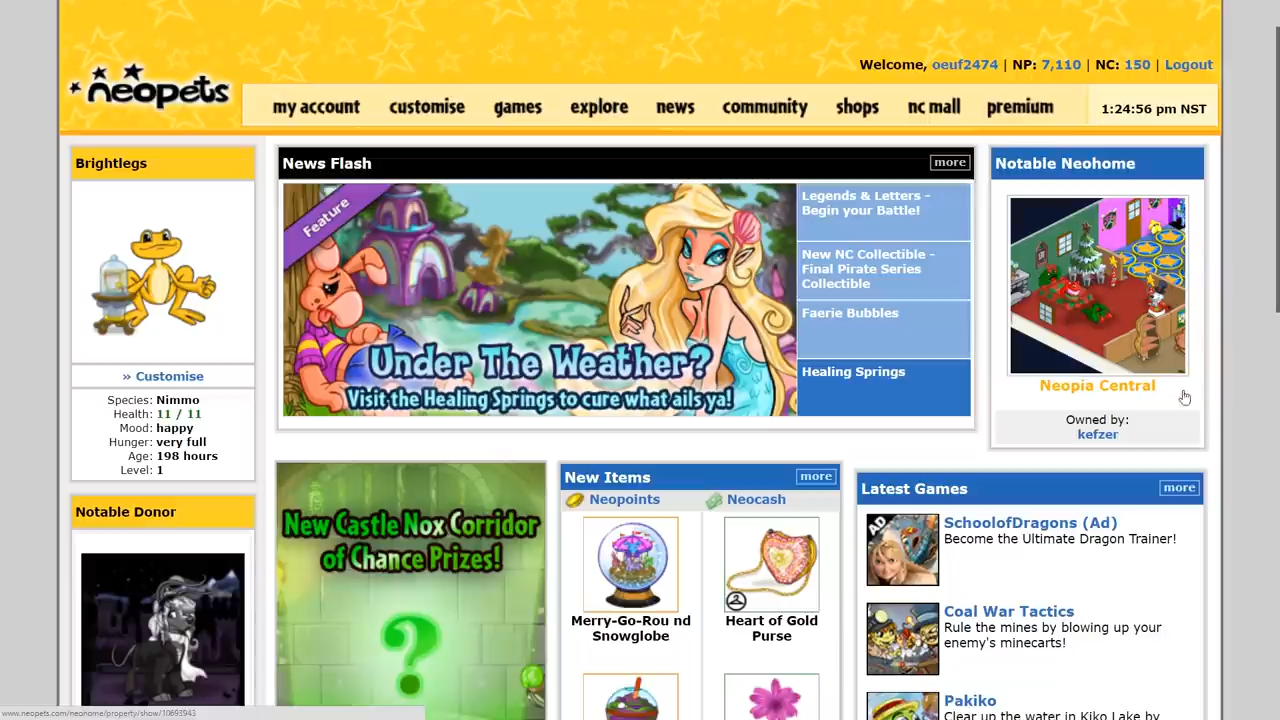 Welcome, oeuf2474 | NP: 7,110 | NC: 150 | Logout
neopets
my account customise games explore news community shops nc mall premium 1:24:56 pm NST
Brightlegs
» Customise
Species: Nimmo
Health: 11 / 11
Mood: happy
Hunger: very full
Age: 198 hours
Level: 1
Notable Donor
News Flash more
Feature
Under The Weather?
Visit the Healing Springs to cure what ails ya!
Legends & Letters -
Begin your Battle!
New NC Collectible -
Final Pirate Series
Collectible
Faerie Bubbles
Healing Springs
Notable Neohome
Neopia Central
Owned by:
kefzer
New Castle Nox Corridor
of Chance Prizes!
?
New Items more
Neopoints Neocash
Merry-Go-Rou nd
Snowglobe
Heart of Gold
Purse
Latest Games more
AD
SchoolofDragons (Ad)
Become the Ultimate Dragon Trainer!
Coal War Tactics
Rule the mines by blowing up your
enemy's minecarts!
Pakiko
Clear up the water in Kiko Lake by
www.neopets.com/neohome/property/show/10693943